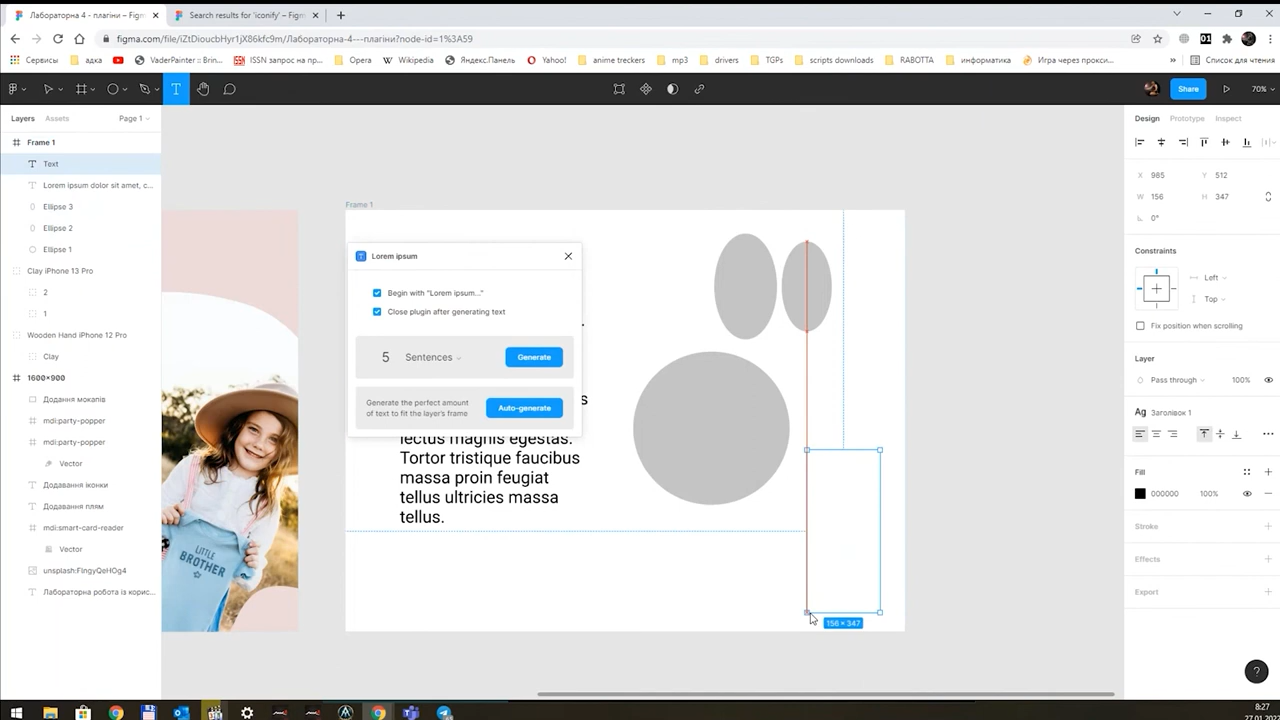 Лабораторна 4 - плагіни – Figm
Search results for 'iconify' – Figm
figma.com/file/iZtDioucbHyr1jX86kfc9m/Лабораторна-4---плагіни?node-id=1%3A59
Сервисы
адка
VaderPainter :: Brin...
ISSN запрос на пр...
Opera
Wikipedia
Яндекс.Панель
Yahoo!
anime treckers
mp3
drivers
TGPs
scripts downloads
RABOTTA
информатика
Игра через прокси...
»
Список для чтения
Share
70%
Layers
Assets
Page 1
Design
Prototype
Inspect
Frame 1
Text
Lorem ipsum dolor sit amet, c...
Ellipse 3
Ellipse 2
Ellipse 1
Clay iPhone 13 Pro
2
1
Wooden Hand iPhone 12 Pro
Clay
1600×900
Додавання мокапів
mdi:party-popper
mdi:party-popper
Vector
Додавання іконки
Додавання плям
mdi:smart-card-reader
Vector
unsplash:FIngyQeHOg4
Лабораторна робота із корис...
LITTLE
BROTHER
Frame 1
Lorem ipsum
Begin with "Lorem ipsum..."
Close plugin after generating text
5
Sentences
Generate
Generate the perfect amount
of text to fit the layer's frame
Auto-generate
s
lectus magnis egestas.
Tortor tristique faucibus
massa proin feugiat
tellus ultricies massa
tellus.
156 × 347
X 985
Y 512
W 156
H 347
0°
Constraints
Left
Top
Fix position when scrolling
Layer
Pass through
100%
Ag Заголовок 1
Fill
000000
100%
Stroke
Effects
Export
?
8:27